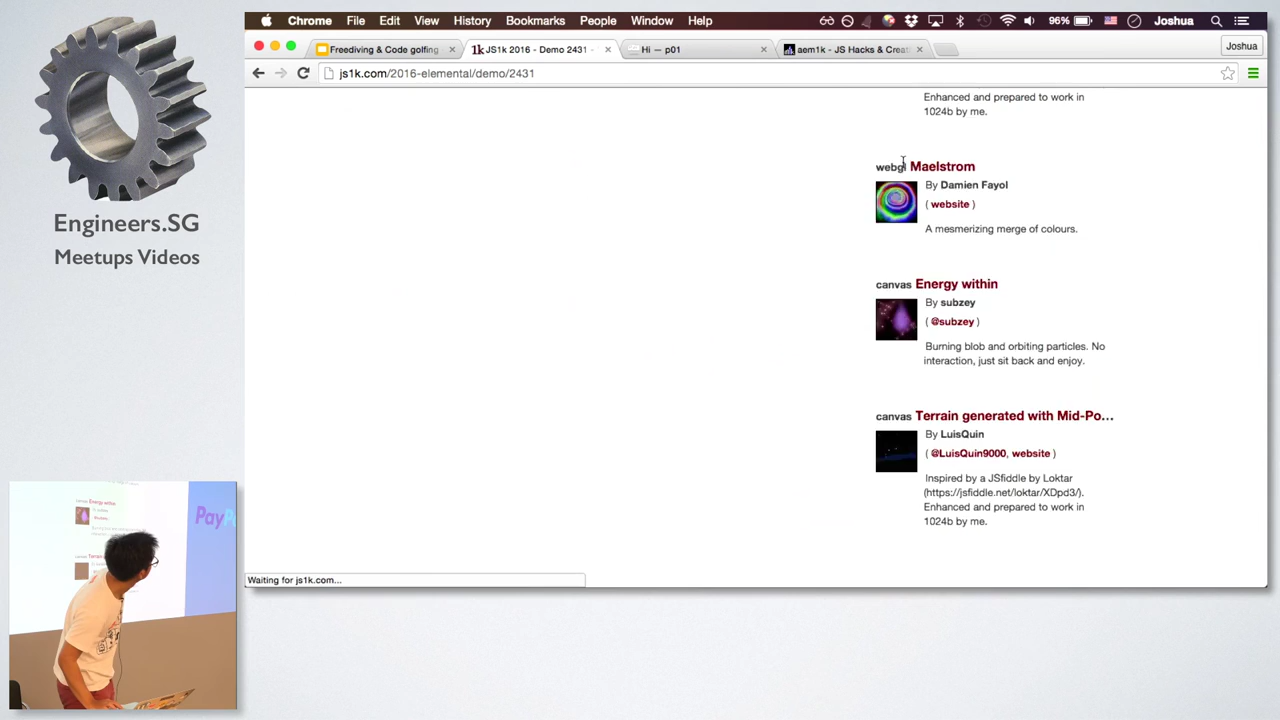 Chrome File Edit View History Bookmarks People Window Help 96% Joshua
Freediving & Code golfing
1k JS1K 2016 - Demo 2431 -
Hi — p01
aem1k - JS Hacks & Creat
Joshua
js1k.com/2016-elemental/demo/2431
Enhanced and prepared to work in
1024b by me.
webgl Maelstrom
By Damien Fayol
( website )
A mesmerizing merge of colours.
canvas Energy within
By subzey
( @subzey )
Burning blob and orbiting particles. No
interaction, just sit back and enjoy.
canvas Terrain generated with Mid-Po...
By LuisQuin
( @LuisQuin9000, website )
Inspired by a JSfiddle by Loktar
(https://jsfiddle.net/loktar/XDpd3/).
Enhanced and prepared to work in
1024b by me.
Waiting for js1k.com...
Engineers.SG
Meetups Videos
Energy within
PayP